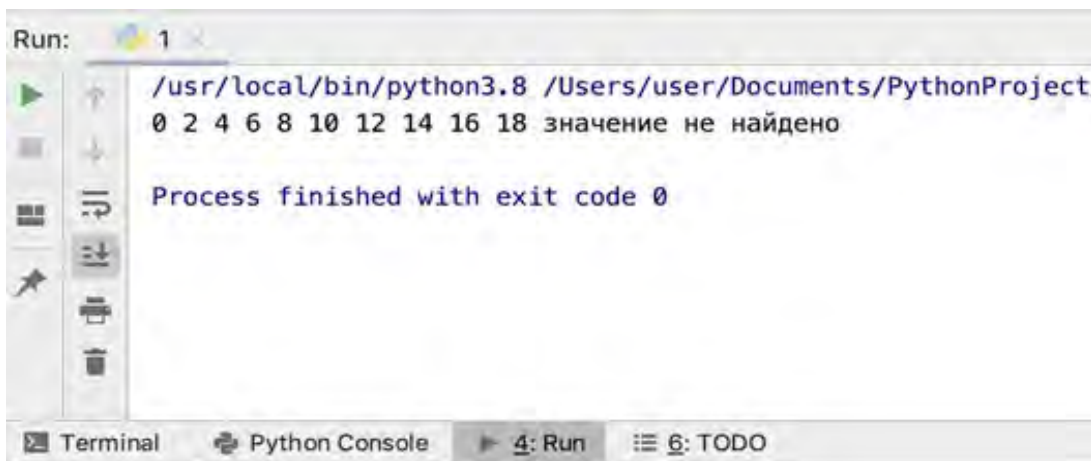 Run: 1
/usr/local/bin/python3.8 /Users/user/Documents/PythonProject
0 2 4 6 8 10 12 14 16 18 значение не найдено
Process finished with exit code 0
Terminal Python Console 4: Run 6: TODO